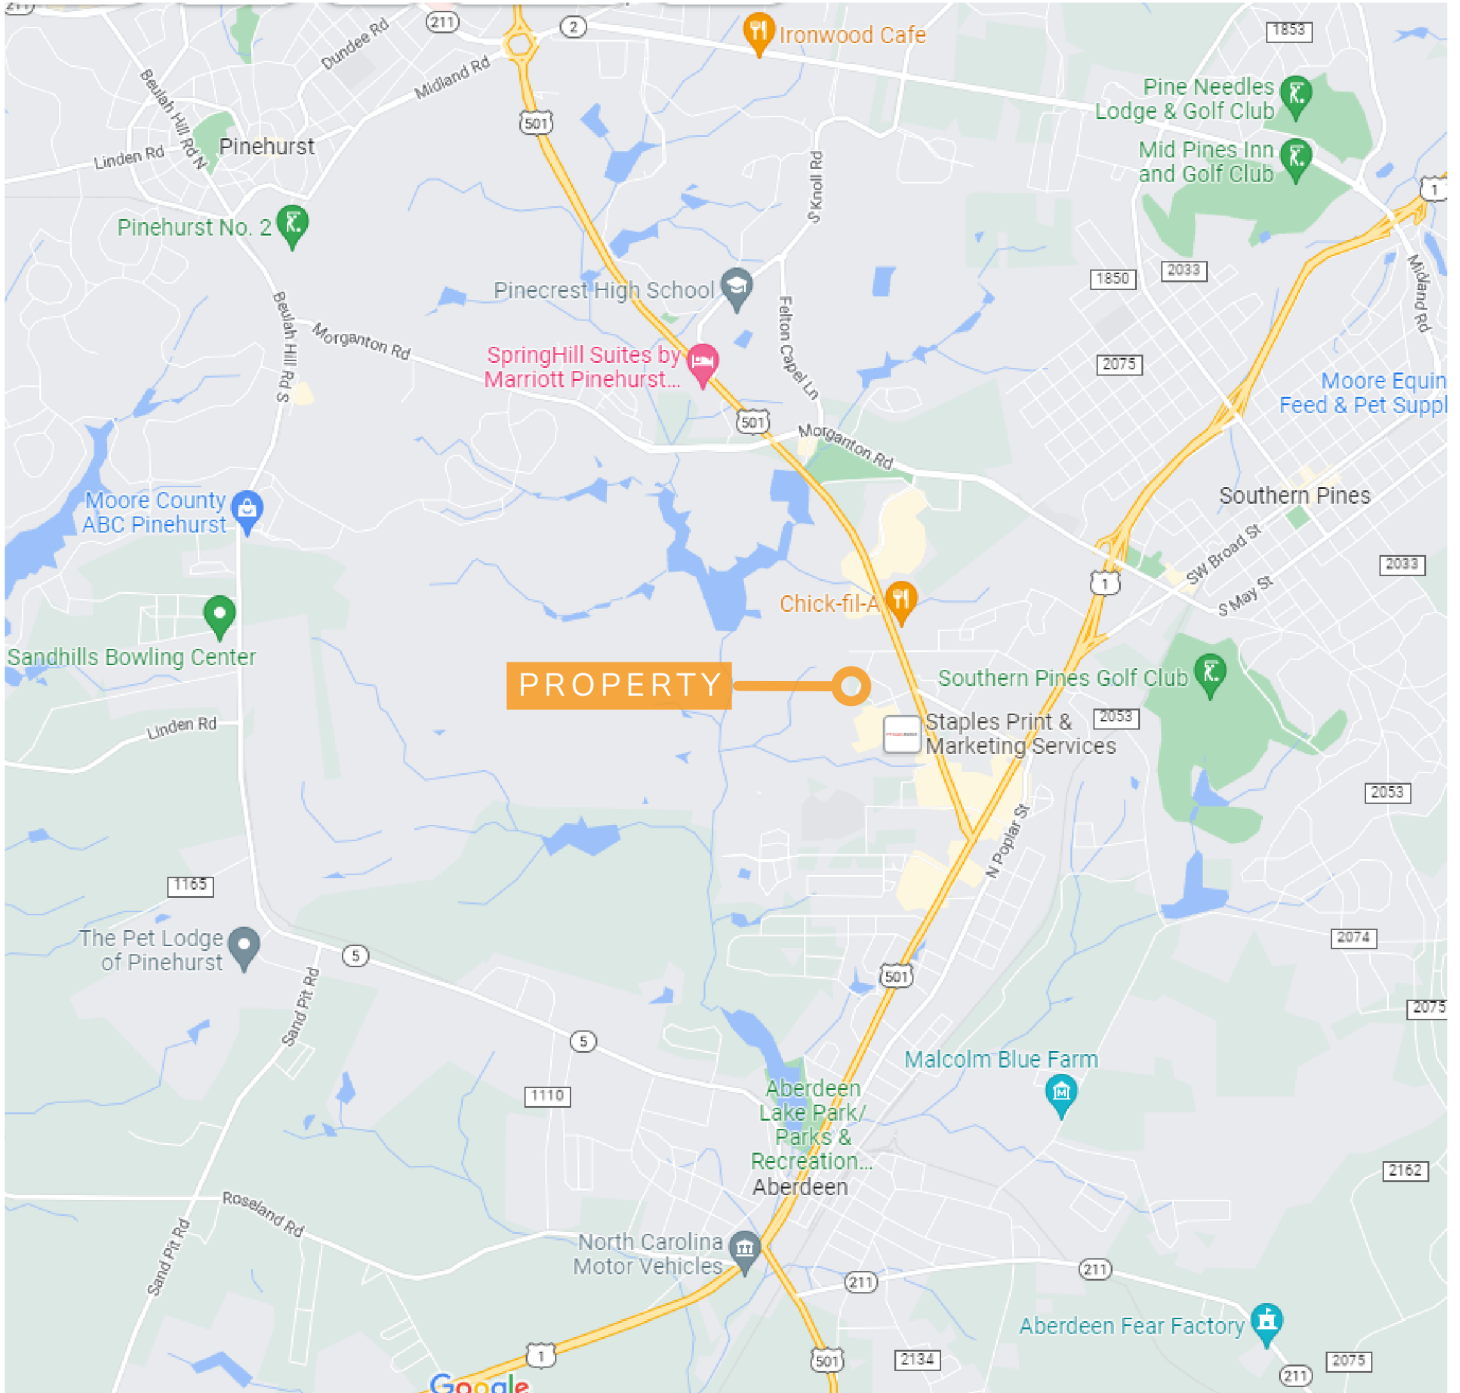 211
211
2
Ironwood Cafe
1853
Dundee Rd
Midland Rd
Beulah Hill Rd N
501
Pine Needles
Lodge & Golf Club
Linden Rd
Pinehurst
Mid Pines Inn
and Golf Club
1
S Knoll Rd
Pinehurst No. 2
Pinecrest High School
1850
2033
Midland Rd
Beulah Hill Rd S
Morganton Rd
Felton Capel Ln
SpringHill Suites by
Marriott Pinehurst...
2075
Moore Equin
Feed & Pet Suppl
501
Morganton Rd
Moore County
ABC Pinehurst
Southern Pines
SW Broad St
2033
1
S May St
Chick-fil-A
Sandhills Bowling Center
PROPERTY
Southern Pines Golf Club
Linden Rd
Staples Print &
Marketing Services
2053
2053
N Poplar St
1165
The Pet Lodge
of Pinehurst
5
2074
Sand Pit Rd
501
2075
5
Malcolm Blue Farm
1110
Aberdeen
Lake Park/
Parks &
Recreation...
Aberdeen
2162
Roseland Rd
Sand Pit Rd
North Carolina
Motor Vehicles
211
211
Aberdeen Fear Factory
1
501
2134
2075
211
Google